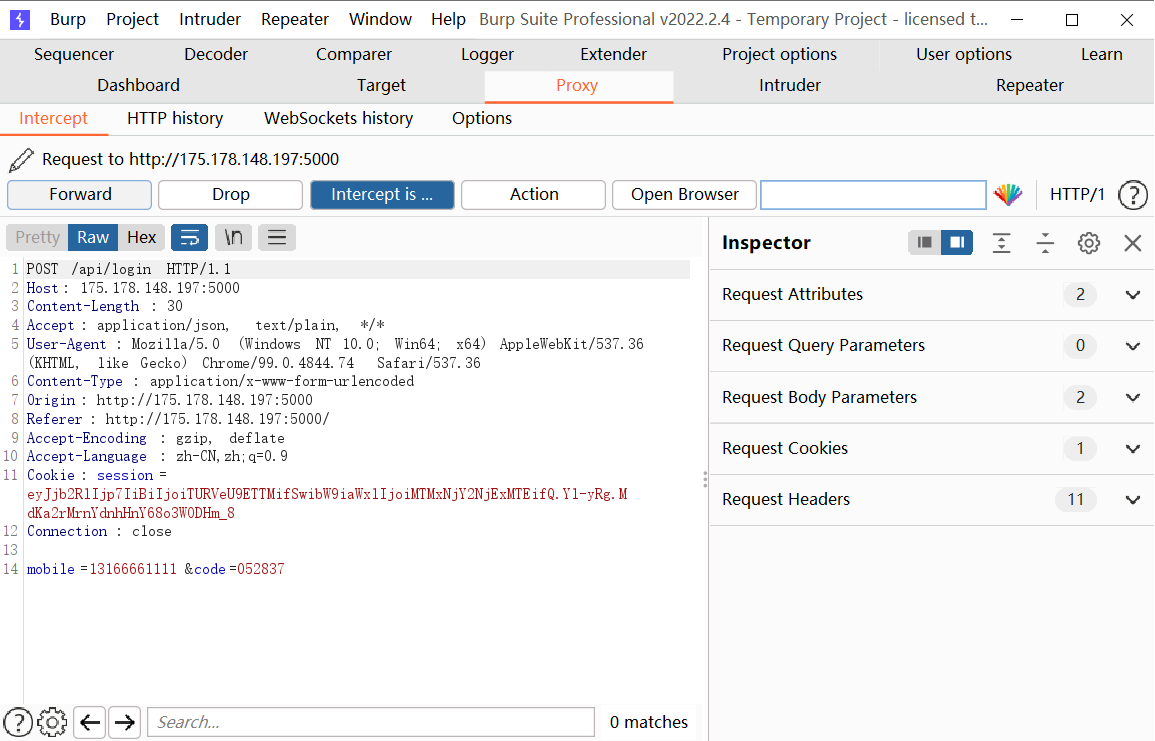 Burp Project Intruder Repeater Window Help Burp Suite Professional v2022.2.4 - Temporary Project - licensed t...
Sequencer Decoder Comparer Logger Extender Project options User options Learn
Dashboard Target Proxy Intruder Repeater
Intercept HTTP history WebSockets history Options
Request to http://175.178.148.197:5000
Forward Drop Intercept is ... Action Open Browser HTTP/1 ?
Pretty Raw Hex \n
Inspector
1 POST /api/login HTTP/1.1
2 Host: 175.178.148.197:5000
3 Content-Length : 30
4 Accept : application/json, text/plain, */*
5 User-Agent : Mozilla/5.0 (Windows NT 10.0; Win64; x64) AppleWebKit/537.36
(KHTML, like Gecko) Chrome/99.0.4844.74 Safari/537.36
6 Content-Type : application/x-www-form-urlencoded
7 Origin : http://175.178.148.197:5000
8 Referer : http://175.178.148.197:5000/
9 Accept-Encoding : gzip, deflate
10 Accept-Language : zh-CN,zh;q=0.9
11 Cookie : session =
eyJjb2RlIjp7IiBiIjoiTURVeU9ETTMifSwibW9iaWxlIjoiMTMxNjY2NjExMTEifQ.Yl-yRg.M
dKa2rMrnYdnhHnY68o3WODHm_8
12 Connection : close
13
14 mobile =13166661111 &code =052837
Request Attributes 2
Request Query Parameters 0
Request Body Parameters 2
Request Cookies 1
Request Headers 11
? Search... 0 matches